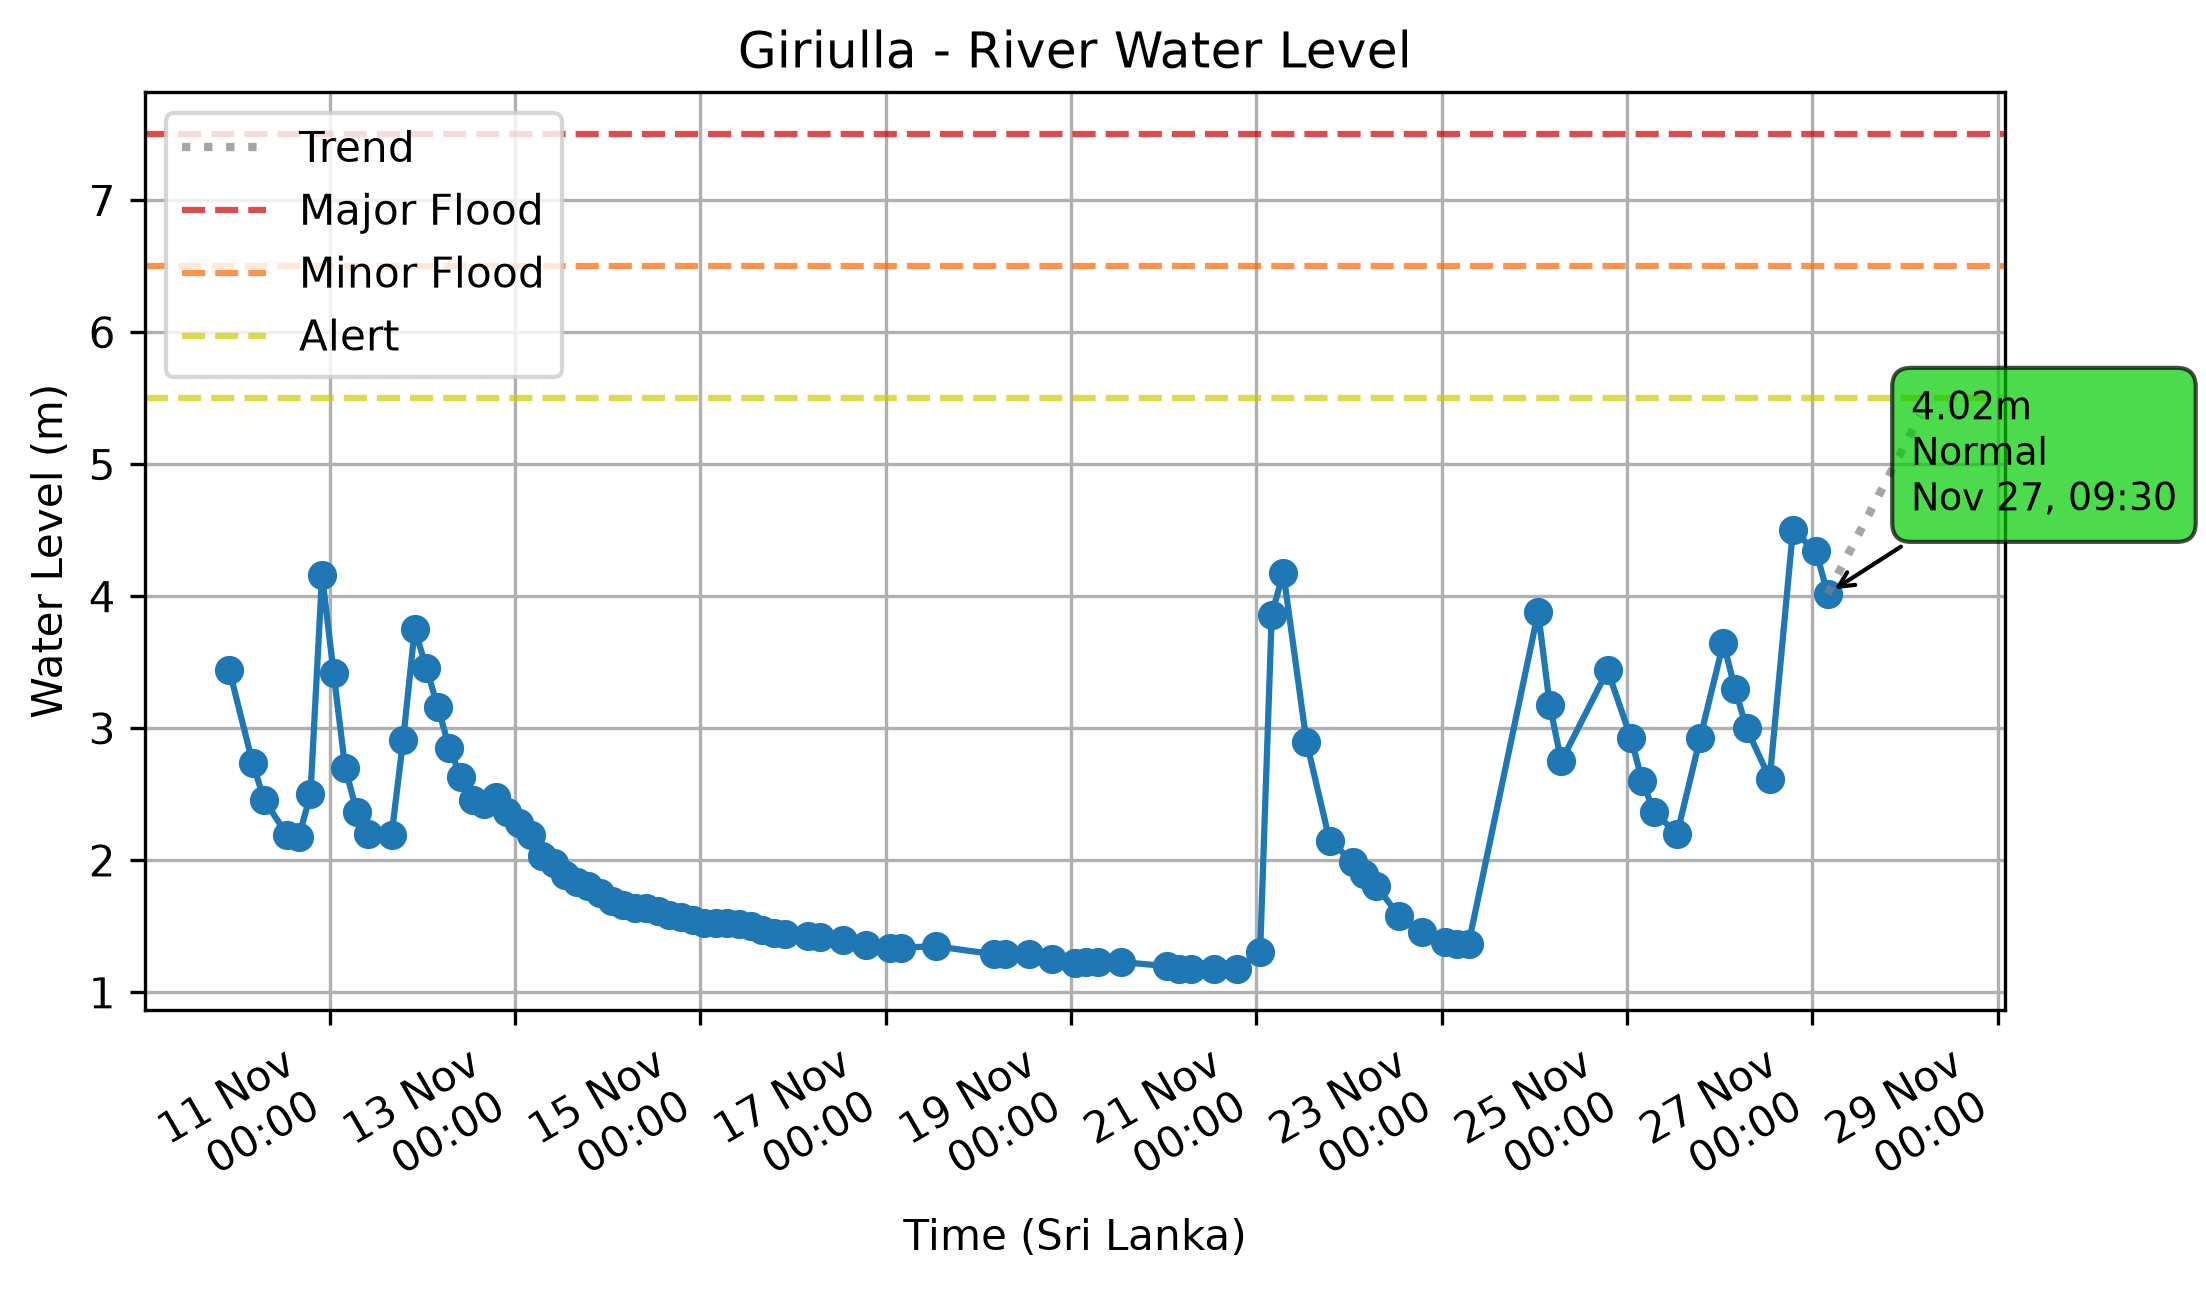 Giriulla - River Water Level
Trend
Major Flood
Minor Flood
Alert
7
6
5
4
3
2
1
Water Level (m)
4.02m
Normal
Nov 27, 09:30
11 Nov
00:00
13 Nov
00:00
15 Nov
00:00
17 Nov
00:00
19 Nov
00:00
21 Nov
00:00
23 Nov
00:00
25 Nov
00:00
27 Nov
00:00
29 Nov
00:00
Time (Sri Lanka)